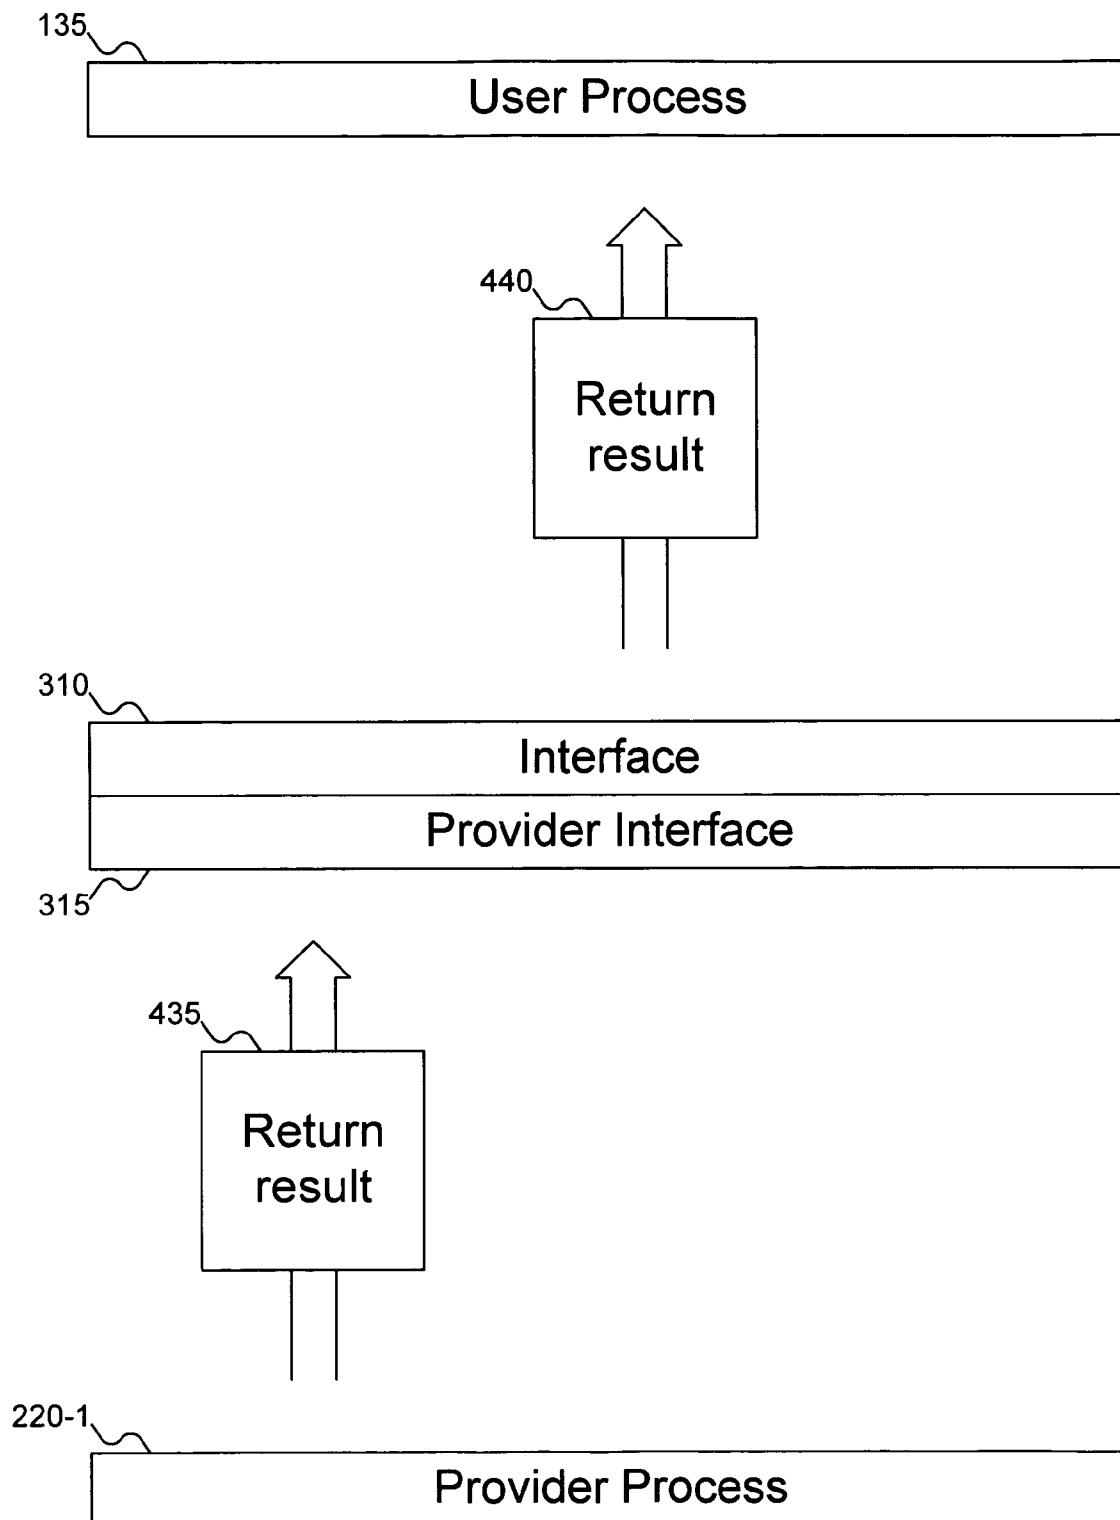 135
User Process
440
Return
result
310
Interface
Provider Interface
315
435
Return
result
220-1
Provider Process